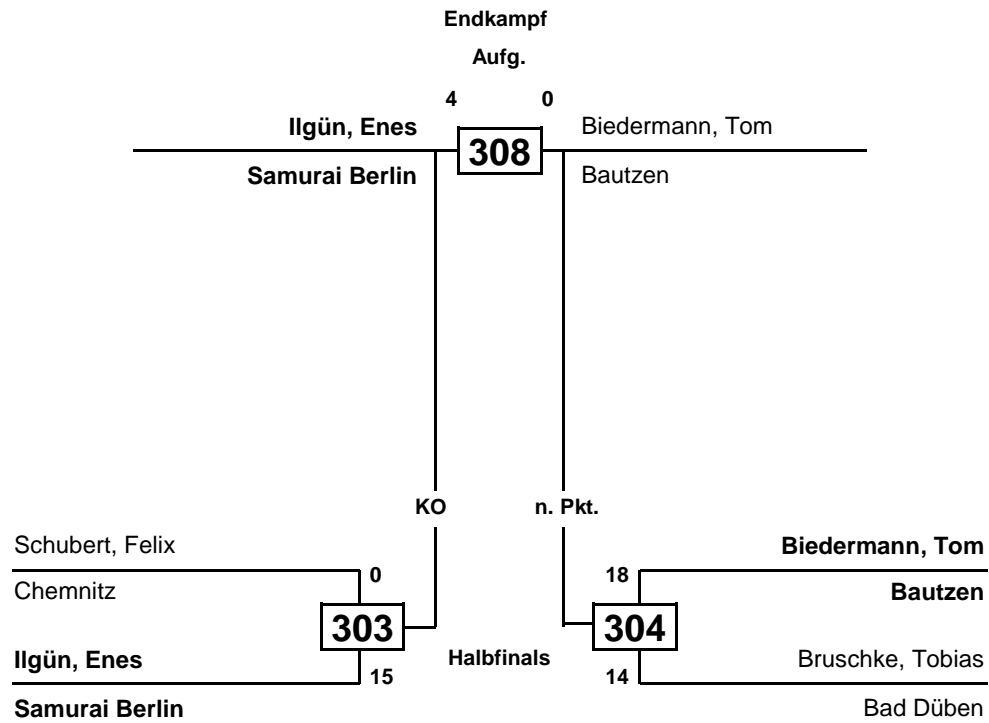 Endkampf
Aufg.
4 0
Ilgün, Enes 308 Biedermann, Tom
Samurai Berlin Bautzen
KO n. Pkt.
Schubert, Felix Biedermann, Tom
0 18
Chemnitz Bautzen
303 304
Ilgün, Enes Halbfinals Bruschke, Tobias
15 14
Samurai Berlin Bad Düben